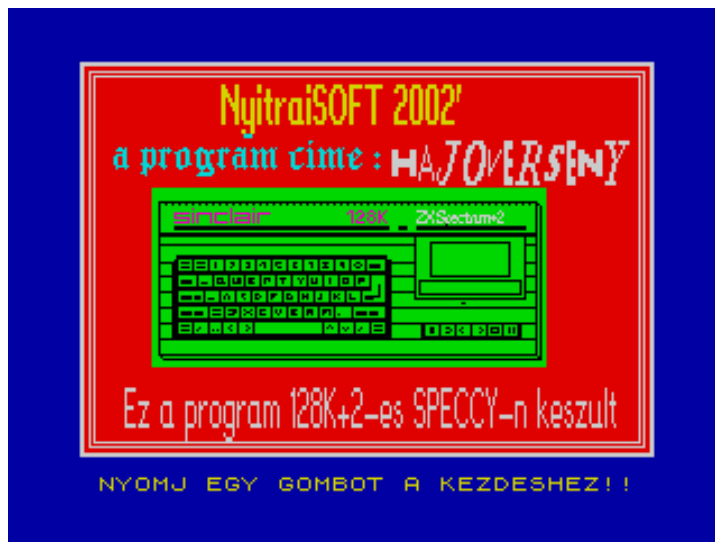 NyitraiSOFT 2002'
a program cime : HAJOVERSENY
sinclair 128K ZX Spectrum+2
Ez a program 128K+2-es SPECCY-n keszult
NYOMJ EGY GOMBOT A KEZDESHEZ!!